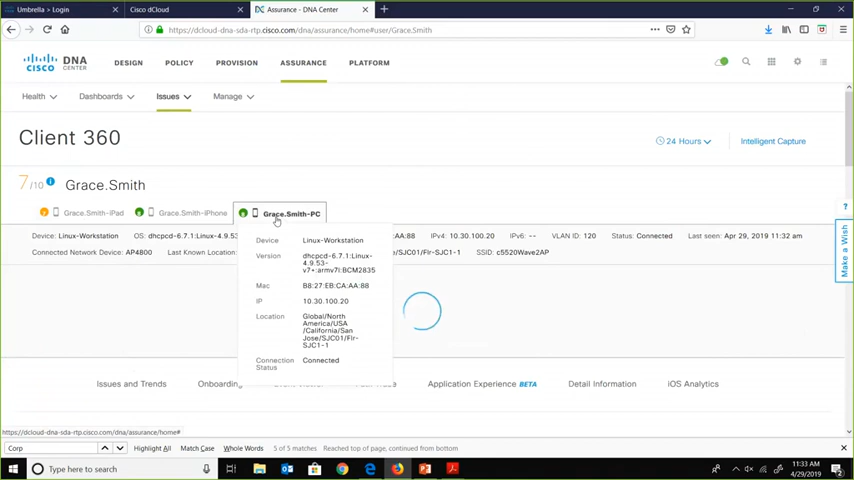 Umbrella > Login
Cisco dCloud
Assurance - DNA Center
https://dcloud-dna-sda-rtp.cisco.com/dna/assurance/home#user/Grace.Smith
CISCO DNA CENTER
DESIGN POLICY PROVISION ASSURANCE PLATFORM
Health Dashboards Issues Manage
Client 360
24 Hours Intelligent Capture
7/10 Grace.Smith
Grace.Smith-iPad Grace.Smith-iPhone Grace.Smith-PC
Device: Linux-Workstation OS: dhcpcd-6.7.1:Linux-4.9.53 AA:88 IPv4: 10.30.100.20 IPv6: -- VLAN ID: 120 Status: Connected Last seen: Apr 29, 2019 11:32 am
Connected Network Device: AP4800 Last Known Location: /SJC01/Flr-SJC1-1 SSID: c5520Wave2AP
Device Linux-Workstation
Version dhcpcd-6.7.1:Linux-
4.9.53-
v7+:armv7l:BCM2835
Mac B8:27:EB:CA:AA:88
IP 10.30.100.20
Location Global/North
America/USA
/California/San
Jose/SJC01/Flr-
SJC1-1
Connection Status Connected
Issues and Trends Onboarding Application Experience BETA Detail Information iOS Analytics
? Make a Wish
https://dcloud-dna-sda-rtp.cisco.com/dna/assurance/home#
Corp Highlight All Match Case Whole Words 5 of 5 matches Reached top of page, continued from bottom
Type here to search
11:33 AM
4/29/2019
2